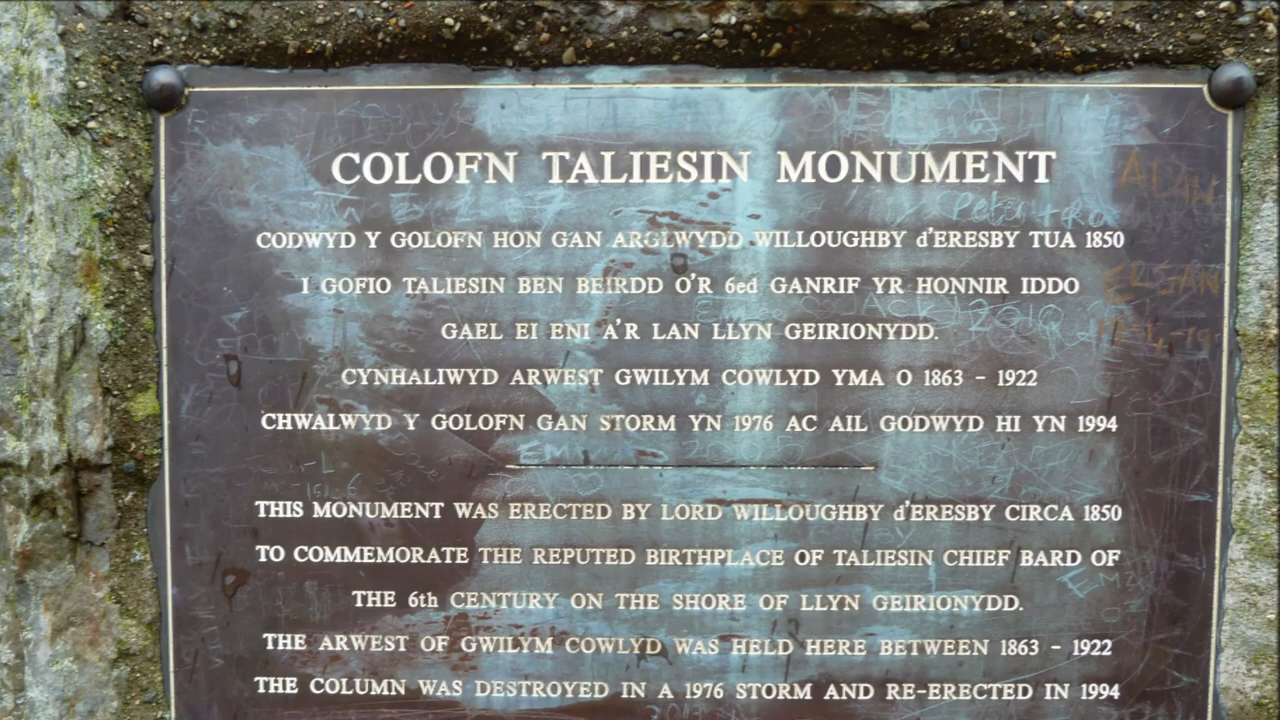 COLOFN TALIESIN MONUMENT
CODWYD Y GOLOFN HON GAN ARGLWYDD WILLOUGHBY d'ERESBY TUA 1850
I GOFIO TALIESIN BEN BEIRDD O'R 6ed GANRIF YR HONNIR IDDO
GAEL EI ENI A'R LAN LLYN GEIRIONYDD.
CYNHALIWYD ARWEST GWILYM COWLYD YMA O 1863 - 1922
CHWALWYD Y GOLOFN GAN STORM YN 1976 AC AIL GODWYD HI YN 1994
THIS MONUMENT WAS ERECTED BY LORD WILLOUGHBY d'ERESBY CIRCA 1850
TO COMMEMORATE THE REPUTED BIRTHPLACE OF TALIESIN CHIEF BARD OF
THE 6th CENTURY ON THE SHORE OF LLYN GEIRIONYDD.
THE ARWEST OF GWILYM COWLYD WAS HELD HERE BETWEEN 1863 - 1922
THE COLUMN WAS DESTROYED IN A 1976 STORM AND RE-ERECTED IN 1994
ALAN